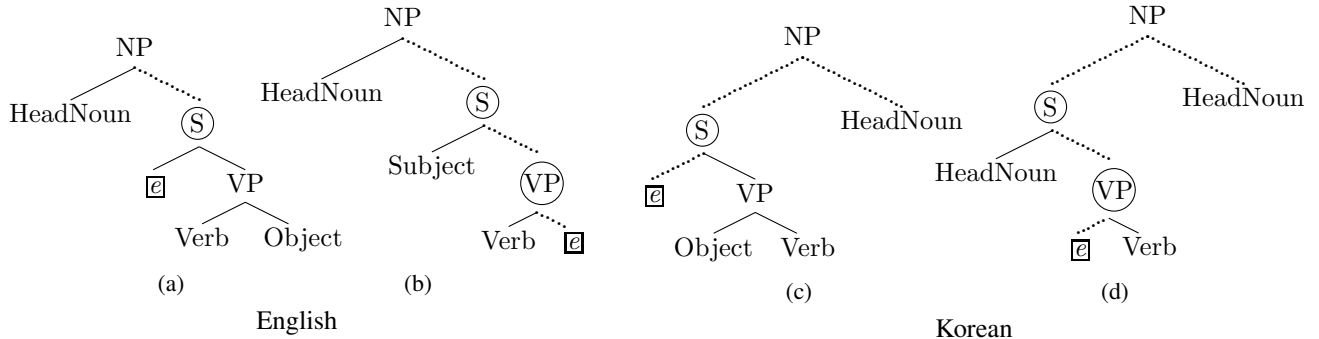 NP
HeadNoun
S
e
VP
Verb Object
(a)
NP
HeadNoun
S
Subject
VP
Verb e
(b)
English
NP
S
HeadNoun
e
VP
Object Verb
(c)
NP
S
HeadNoun
HeadNoun
VP
e Verb
(d)
Korean